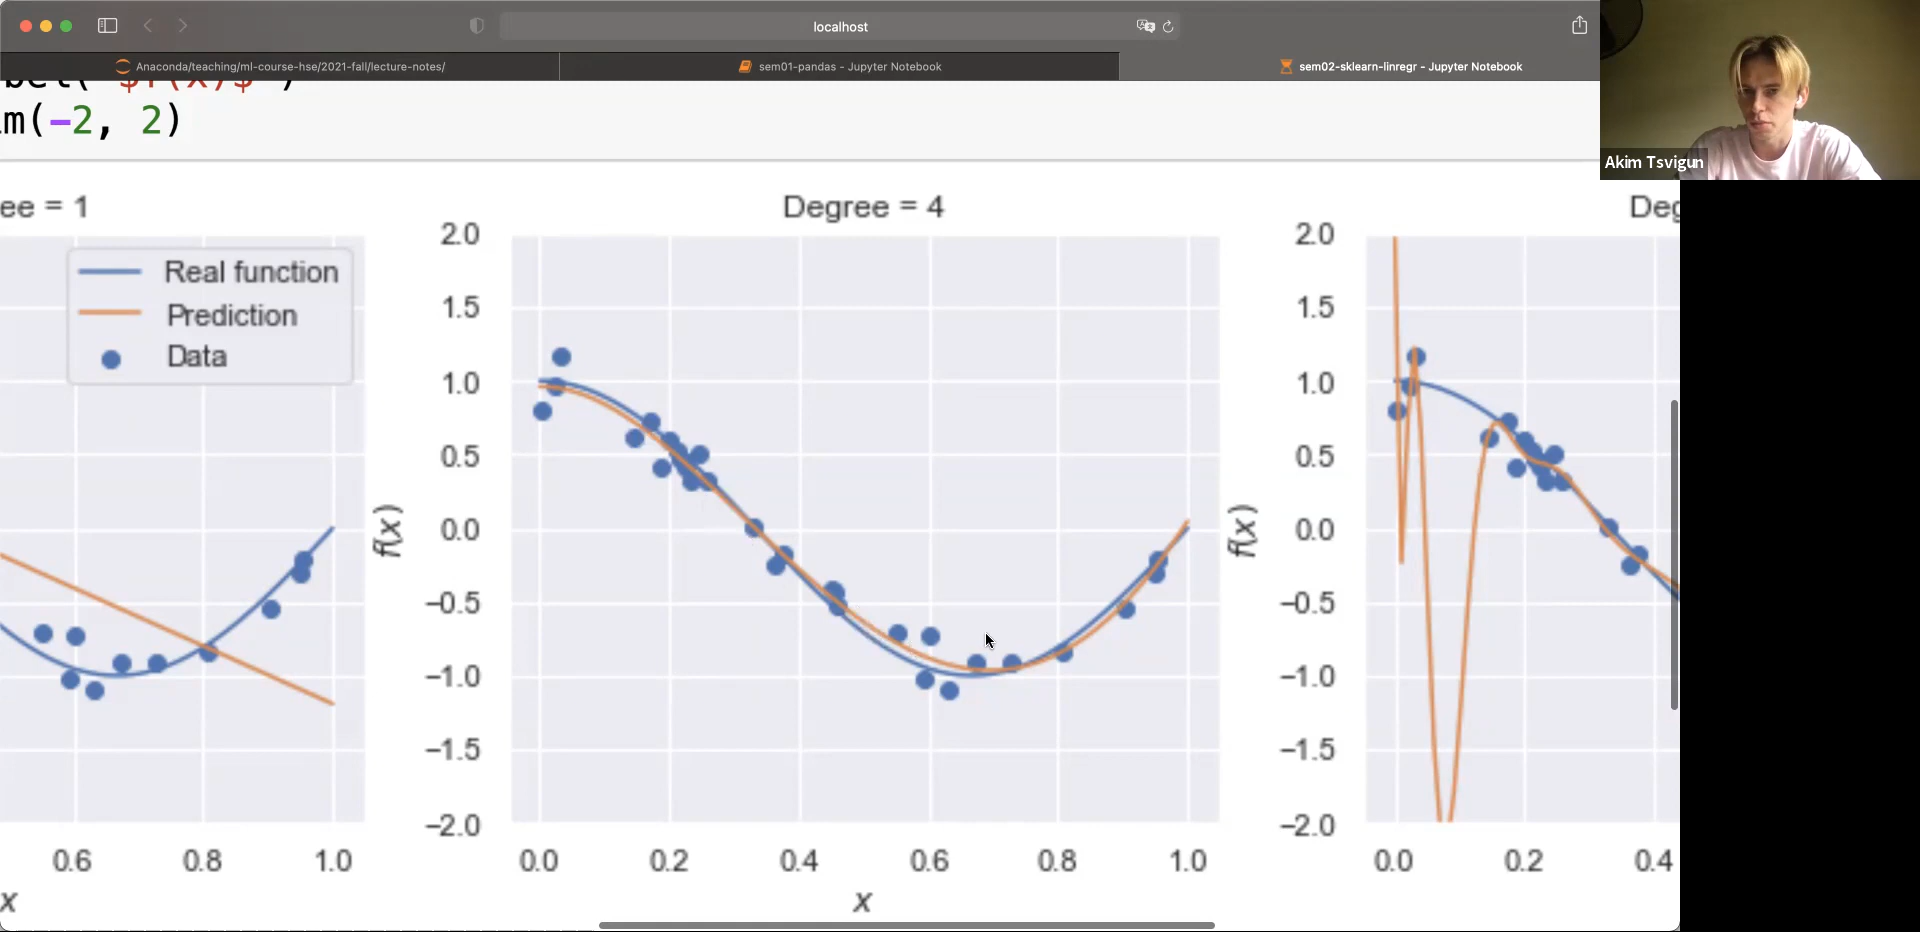 localhost
Anaconda/teaching/ml-course-hse/2021-fall/lecture-notes/
sem01-pandas - Jupyter Notebook
sem02-sklearn-linregr - Jupyter Notebook
Akim Tsvigun
m(-2, 2)
ee = 1
Real function
Prediction
Data
0.6 0.8 1.0
x
Degree = 4
f(x)
2.0
1.5
1.0
0.5
0.0
−0.5
−1.0
−1.5
−2.0
0.0 0.2 0.4 0.6 0.8 1.0
x
Deg
f(x)
2.0
1.5
1.0
0.5
0.0
−0.5
−1.0
−1.5
−2.0
0.0 0.2 0.4